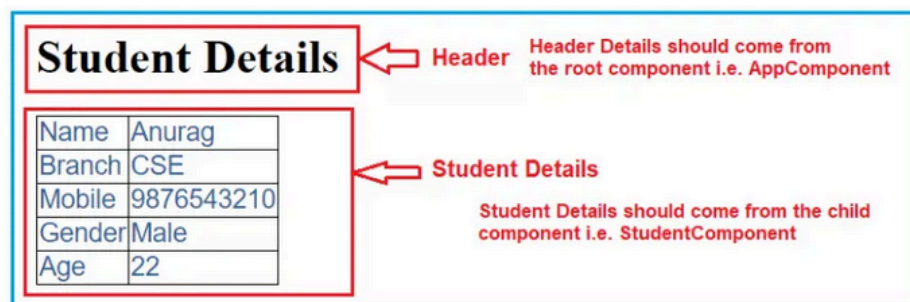 Student Details
Header
Header Details should come from
the root component i.e. AppComponent
Name Anurag
Branch CSE
Mobile 9876543210
Gender Male
Age 22
Student Details
Student Details should come from the child
component i.e. StudentComponent